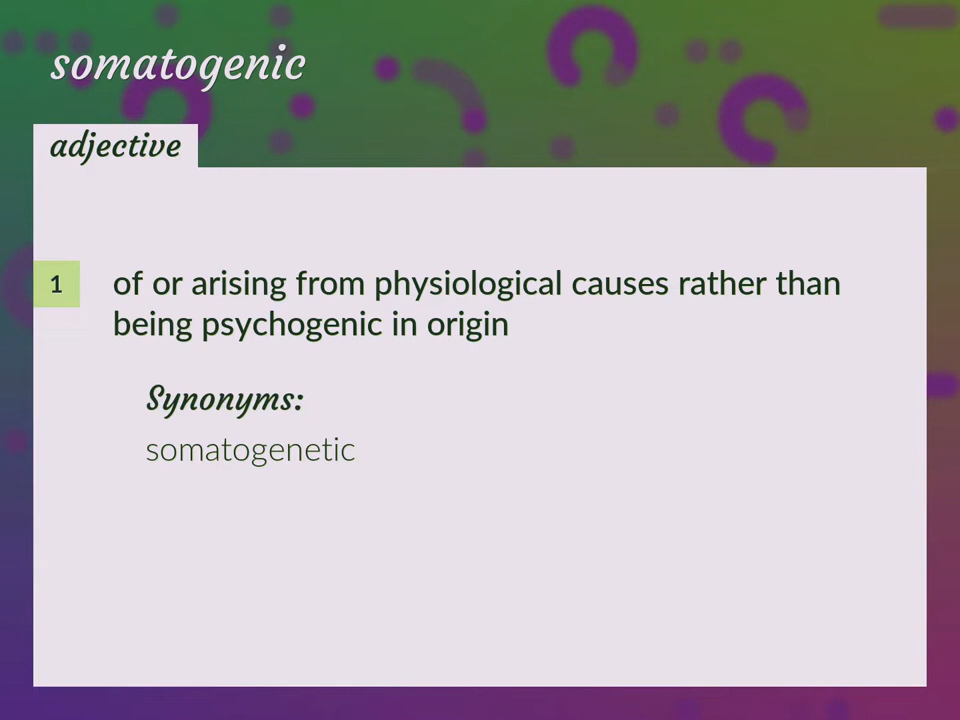 somatogenic
adjective
1
of or arising from physiological causes rather than
being psychogenic in origin
Synonyms:
somatogenetic